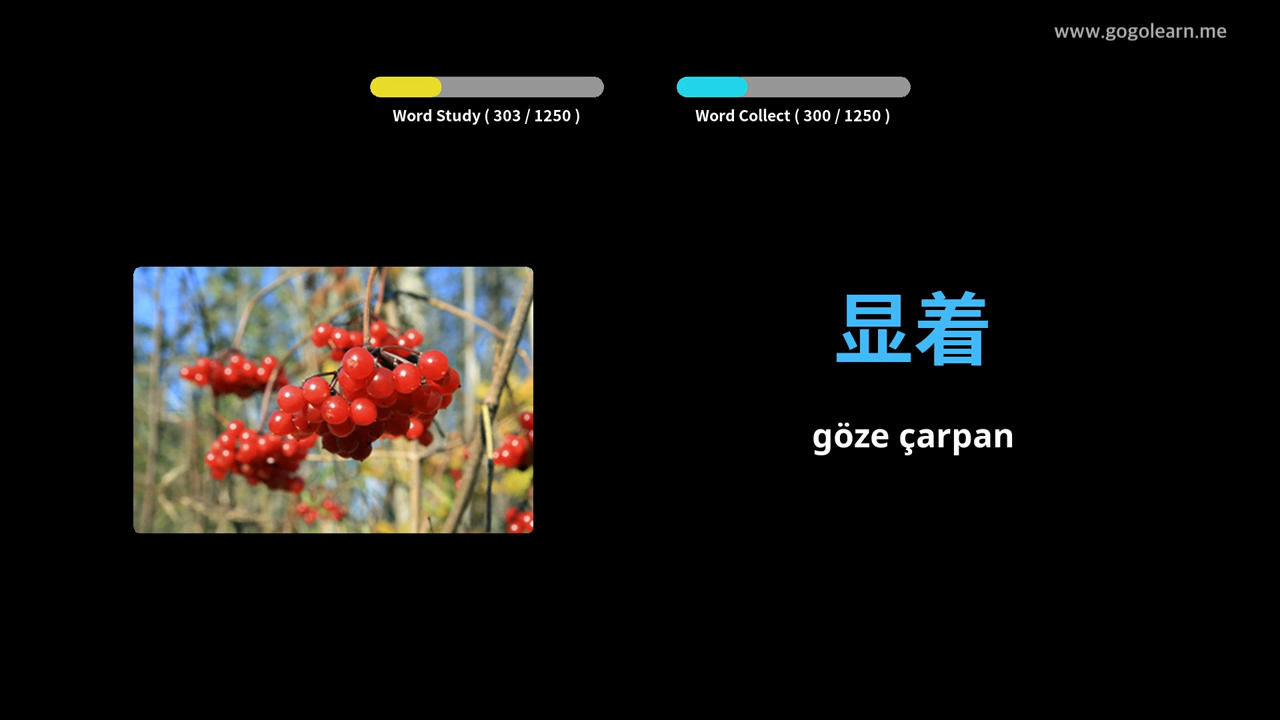 www.gogolearn.me
Word Study ( 303 / 1250 )
Word Collect ( 300 / 1250 )
显着
göze çarpan